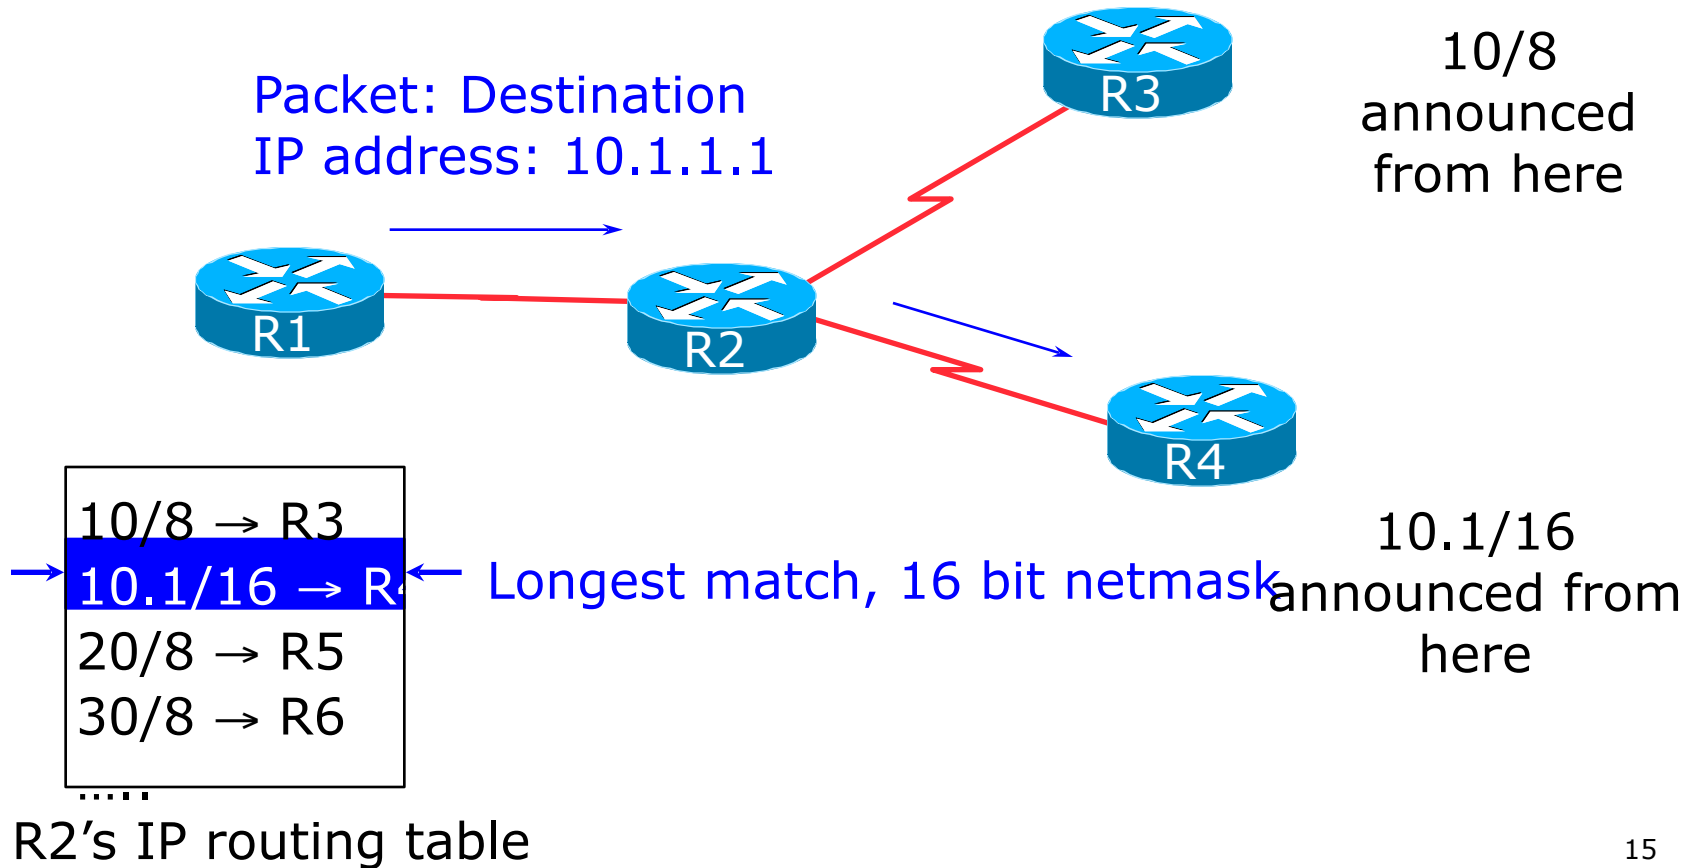 Packet: Destination
IP address: 10.1.1.1
R3
10/8
announced
from here
R1
R2
R4
10/8 → R3
10.1/16 → R4
20/8 → R5
30/8 → R6
.....
Longest match, 16 bit netmask
10.1/16
announced from
here
R2’s IP routing table
15